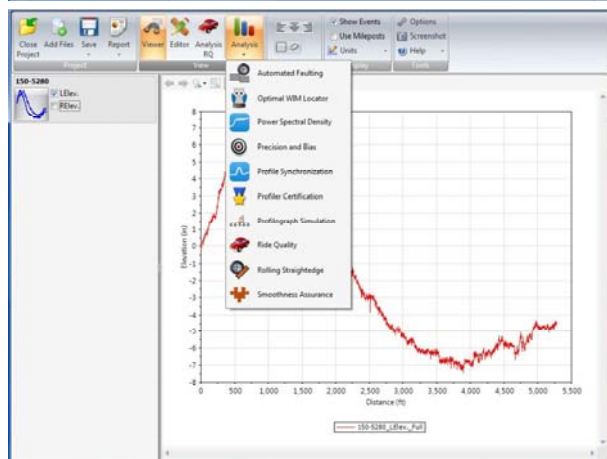 Close Project
Add Files
Save
Report
Viewer
Editor
Analysis RQ
Analysis
Show Events
Use Mileposts
Units
Options
Screenshot
Help
Project
View
Display
Tools
150-5280
LElev.
RElev.
Automated Faulting
Optimal WIM Locator
Power Spectral Density
Precision and Bias
Profile Synchronization
Profiler Certification
Profilograph Simulation
Ride Quality
Rolling Straightedge
Smoothness Assurance
Elevation (in)
8
7
6
5
4
3
2
1
0
-1
-2
-3
-4
-5
-6
-7
-8
0 500 1,000 1,500 2,000 2,500 3,000 3,500 4,000 4,500 5,000 5,500
Distance (ft)
150-5280_LElev._Full